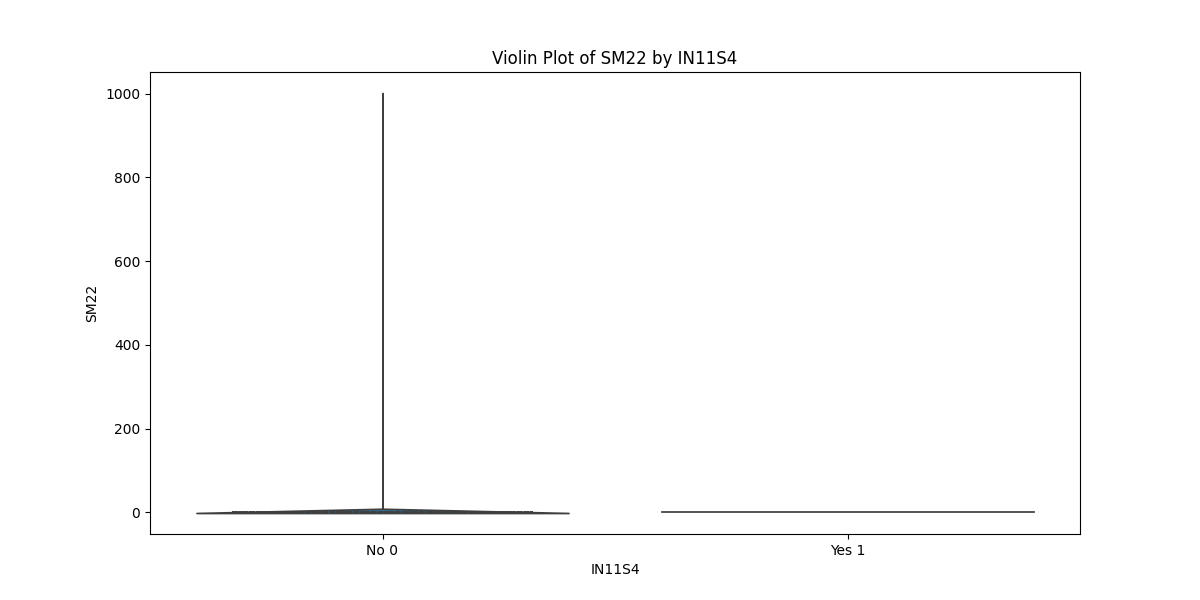 Violin Plot of SM22 by IN11S4
1000
800
600
400
200
0
SM22
No 0
Yes 1
IN11S4